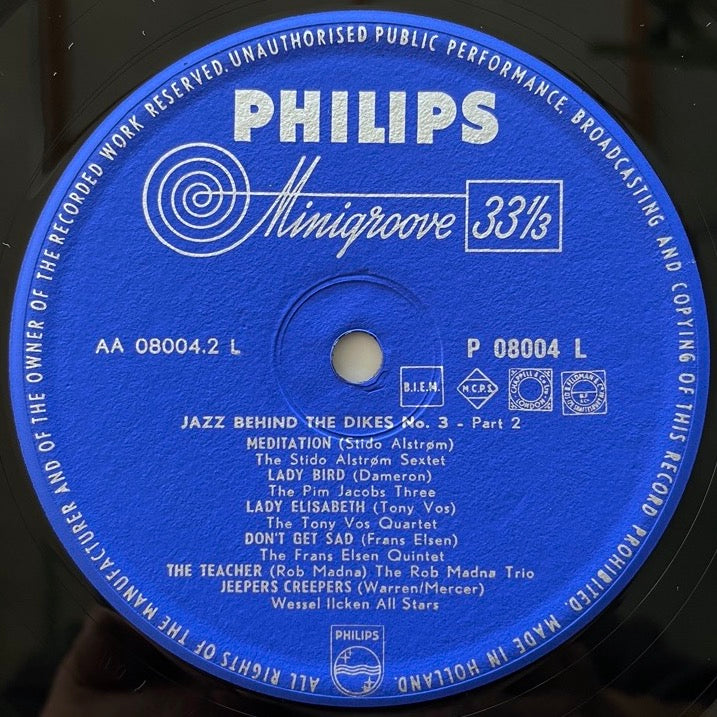 ALL RIGHTS OF THE MANUFACTURER AND OF THE OWNER OF THE RECORDED WORK RESERVED. UNAUTHORISED PUBLIC PERFORMANCE, BROADCASTING AND COPYING OF THIS RECORD PROHIBITED. MADE IN HOLLAND.
PHILIPS
Minigroove 33⅓
AA 08004.2 L
P 08004 L
B.I.E.M.
M.C.P.S.
CHAPPELL & Co Ltd LONDON
JAZZ BEHIND THE DIKES No. 3 - Part 2
MEDITATION (Stido Alstrøm)
The Stido Alstrøm Sextet
LADY BIRD (Dameron)
The Pim Jacobs Three
LADY ELISABETH (Tony Vos)
The Tony Vos Quartet
DON'T GET SAD (Frans Elsen)
The Frans Elsen Quintet
THE TEACHER (Rob Madna) The Rob Madna Trio
JEEPERS CREEPERS (Warren/Mercer)
Wessel Ilcken All Stars
PHILIPS